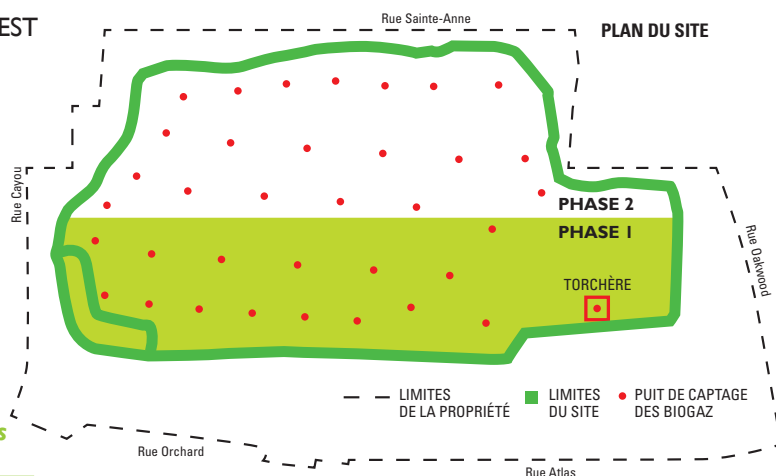 EST
Rue Sainte-Anne
PLAN DU SITE
Rue Cayou
PHASE 2
PHASE I
Rue Oakwood
TORCHÈRE
LIMITES
DE LA PROPRIÉTÉ
LIMITES
DU SITE
PUIT DE CAPTAGE
DES BIOGAZ
s
Rue Orchard
Rue Atlas